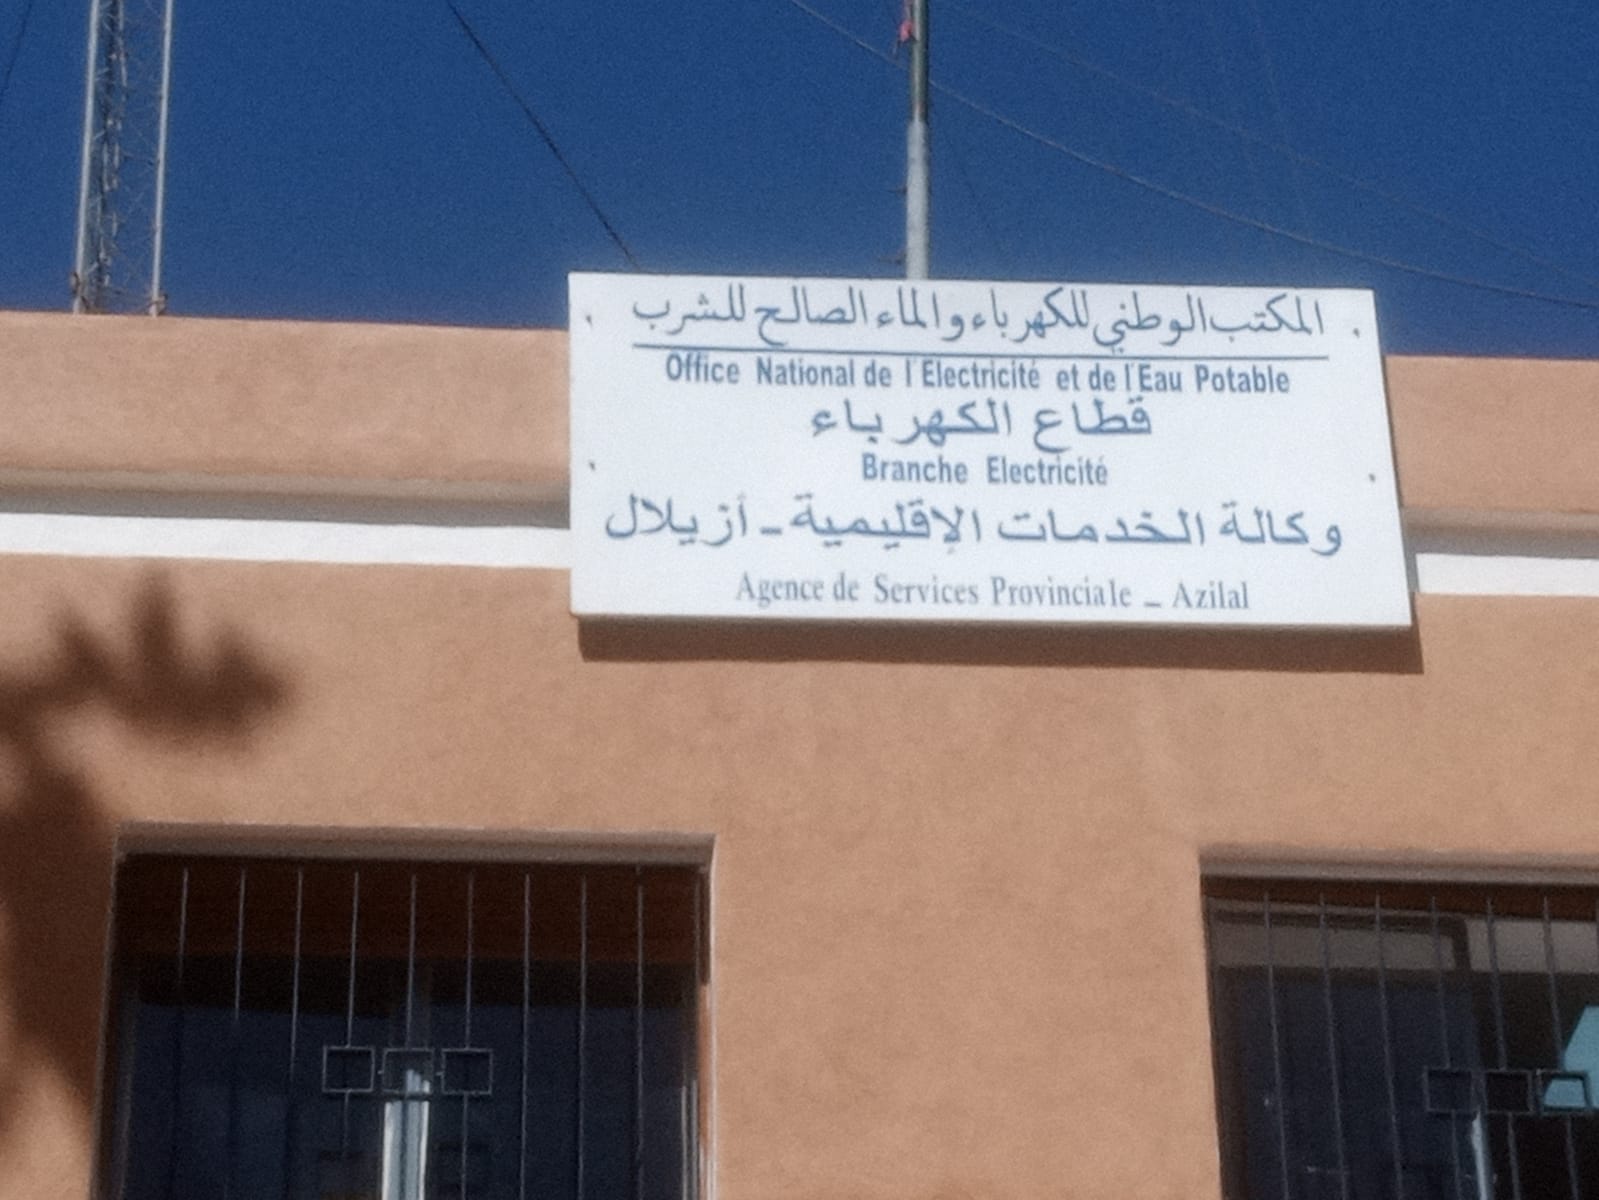 المكتب الوطني للكهرباء والماء الصالح للشرب
Office National de l'Electricité et de l'Eau Potable
قطاع الكهرباء
Branche Electricité
وكالة الخدمات الإقليمية - أزيلال
Agence de Services Provinciale - Azilal